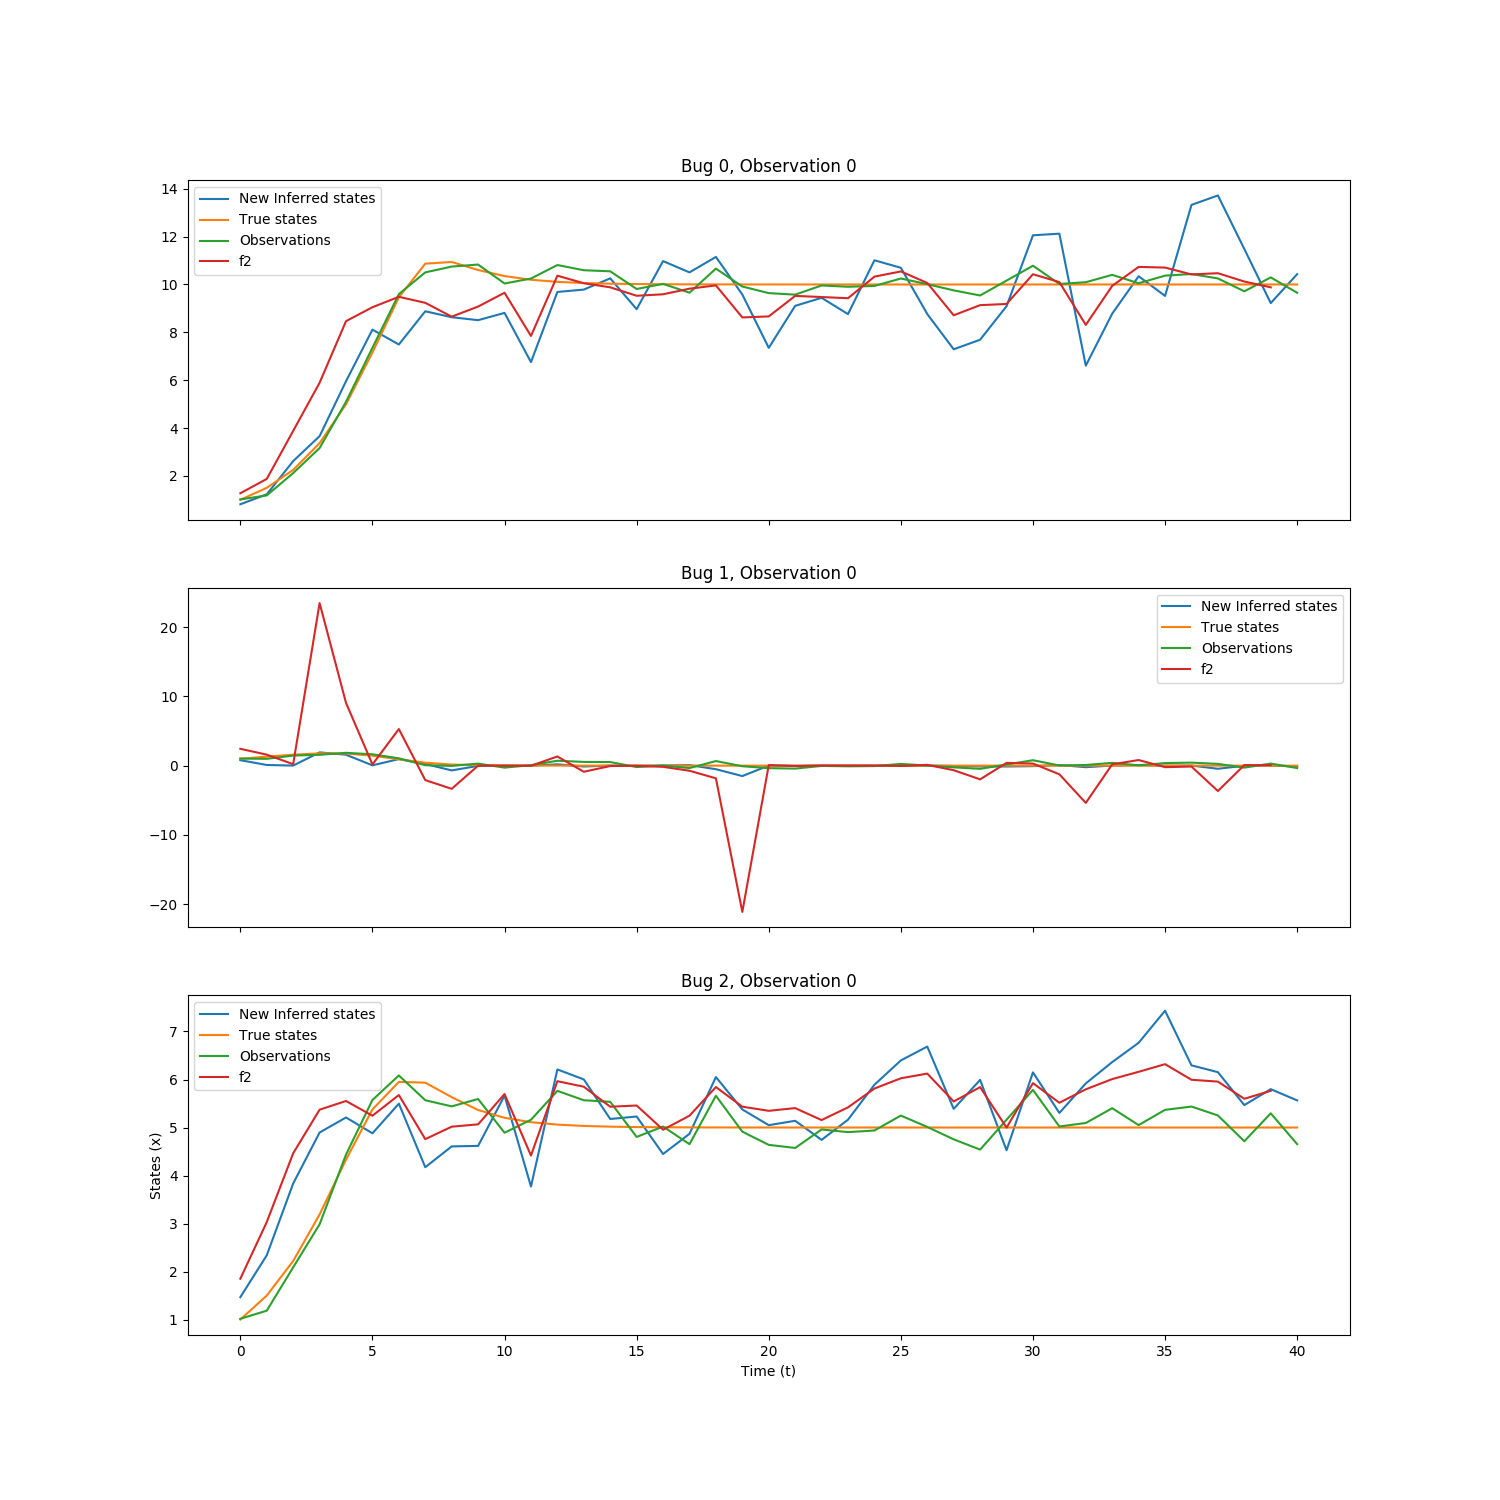 Bug 0, Observation 0
14
12
10
8
6
4
2
New Inferred states
True states
Observations
f2
Bug 1, Observation 0
20
10
0
−10
−20
New Inferred states
True states
Observations
f2
Bug 2, Observation 0
States (x)
7
6
5
4
3
2
1
New Inferred states
True states
Observations
f2
0 5 10 15 20 25 30 35 40
Time (t)